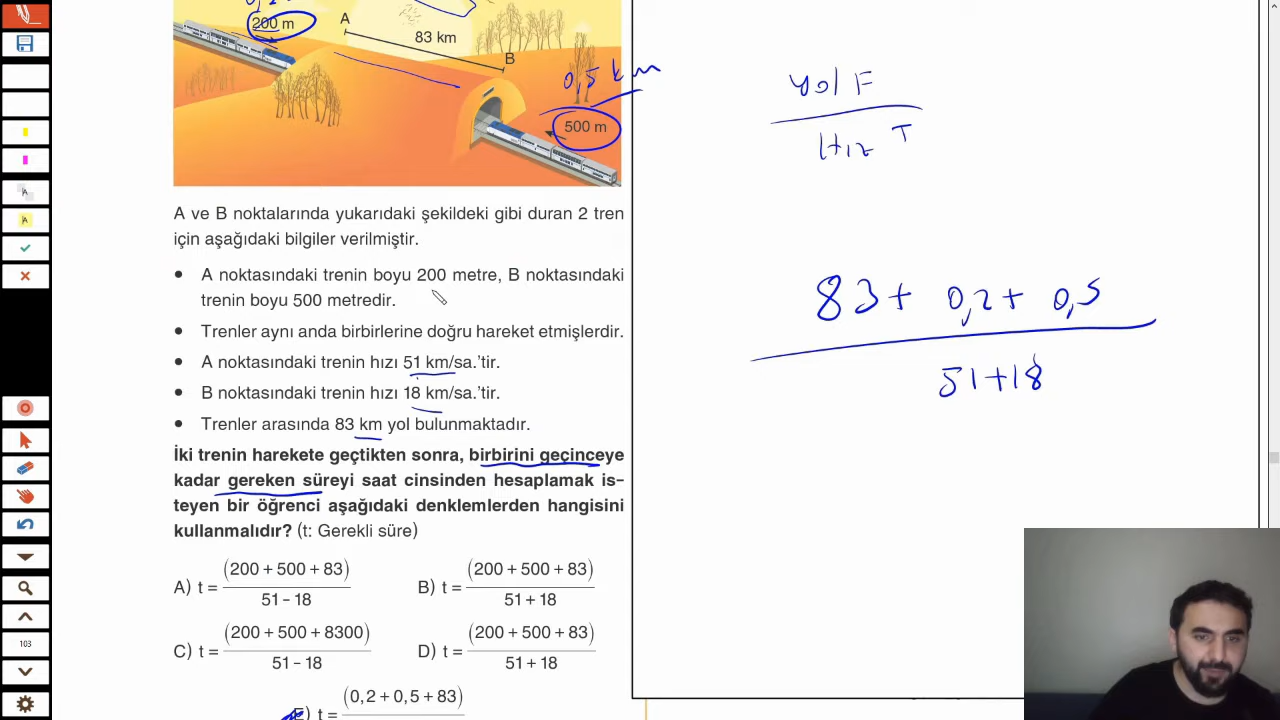 200 m
A
83 km
B
0,5 km
500 m
A ve B noktalarında yukarıdaki şekildeki gibi duran 2 tren
için aşağıdaki bilgiler verilmiştir.
• A noktasındaki trenin boyu 200 metre, B noktasındaki
trenin boyu 500 metredir.
• Trenler aynı anda birbirlerine doğru hareket etmişlerdir.
• A noktasındaki trenin hızı 51 km/sa.'tir.
• B noktasındaki trenin hızı 18 km/sa.'tir.
• Trenler arasında 83 km yol bulunmaktadır.
İki trenin harekete geçtikten sonra, birbirini geçinceye
kadar gereken süreyi saat cinsinden hesaplamak is-
teyen bir öğrenci aşağıdaki denklemlerden hangisini
kullanmalıdır? (t: Gerekli süre)
A) t = (200 + 500 + 83) / 51 – 18
B) t = (200 + 500 + 83) / 51 + 18
C) t = (200 + 500 + 8300) / 51 – 18
D) t = (200 + 500 + 83) / 51 + 18
E) t = (0,2 + 0,5 + 83)
yol F
Hız T
83 + 0,2 + 0,5
51 + 18
103